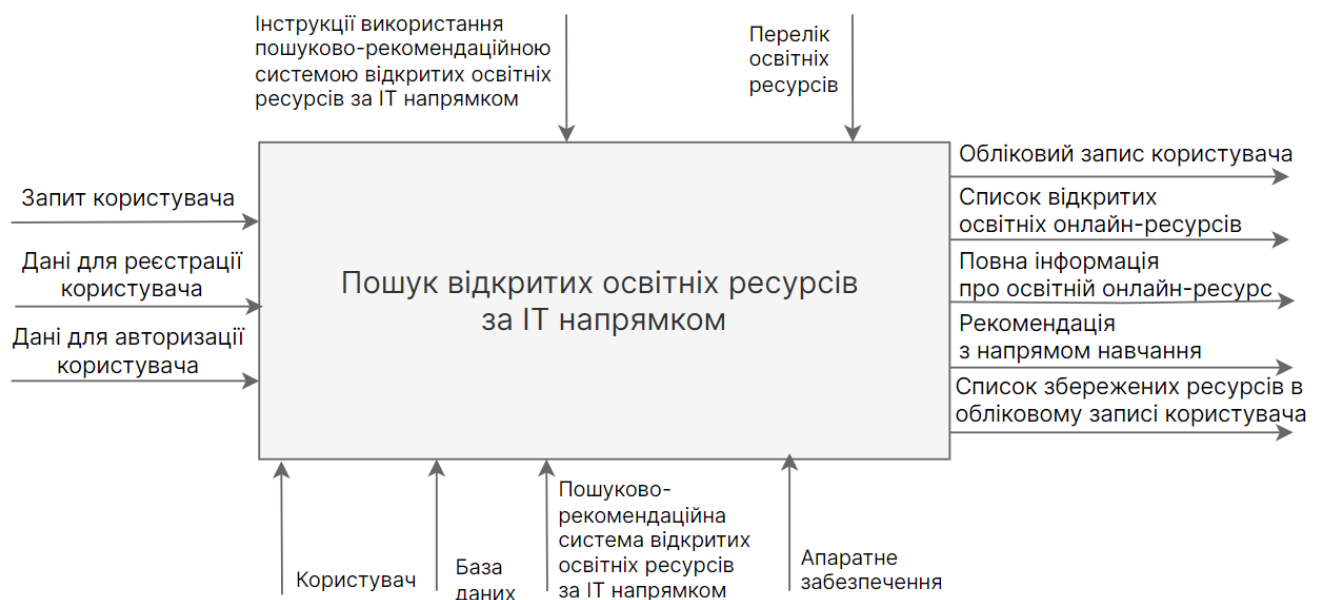 Інструкції використання
пошуково-рекомендаційною
системою відкритих освітніх
ресурсів за ІТ напрямком
Перелік
освітніх
ресурсів
Запит користувача
Дані для реєстрації
користувача
Дані для авторизації
користувача
Пошук відкритих освітніх ресурсів
за ІТ напрямком
Обліковий запис користувача
Список відкритих
освітніх онлайн-ресурсів
Повна інформація
про освітній онлайн-ресурс
Рекомендація
з напрямом навчання
Список збережених ресурсів в
обліковому записі користувача
Користувач
База
даних
Пошуково-
рекомендаційна
система відкритих
освітніх ресурсів
за ІТ напрямком
Апаратне
забезпечення